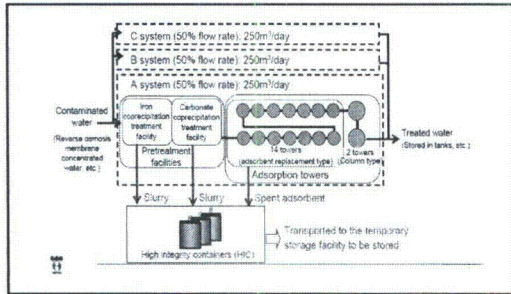 C system (50% flow rate): 250m³/day
B system (50% flow rate): 250m³/day
A system (50% flow rate): 250m³/day
Contaminated
water
(Reverse osmosis
membrane
concentrated
water, etc.)
Iron
coprecipitation
treatment
facility
Carbonate
coprecipitation
treatment
facility
Pretreatment
facilities
14 towers
(adsorbent replacement type)
2 towers
(Column type)
Adsorption towers
Treated water
(Stored in tanks, etc.)
Slurry
Slurry
Spent adsorbent
High integrity containers (HIC)
Transported to the temporary
storage facility to be stored